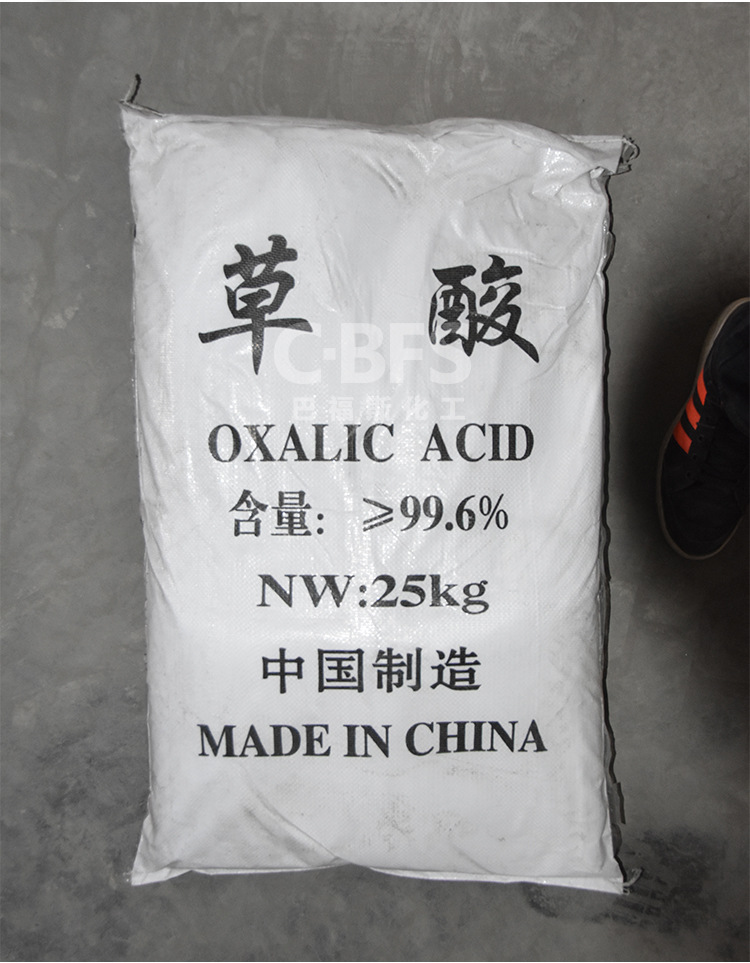 草 酸
C·BFS
巴福斯化工
OXALIC ACID
含量: ≥99.6%
NW:25kg
中国制造
MADE IN CHINA